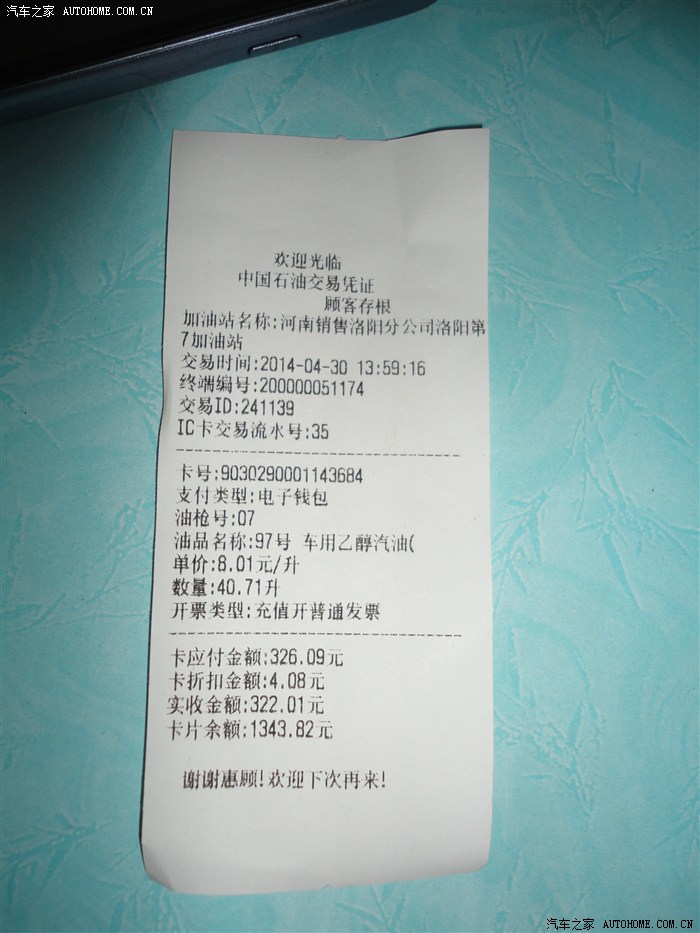 汽车之家 AUTOHOME.COM.CN
欢迎光临
中国石油交易凭证
顾客存根
加油站名称:河南销售洛阳分公司洛阳第
7加油站
交易时间:2014-04-30 13:59:16
终端编号:200000051174
交易ID:241139
IC卡交易流水号:35
卡号:9030290001143684
支付类型:电子钱包
油枪号:07
油品名称:97号 车用乙醇汽油(
单价:8.01元/升
数量:40.71升
开票类型:充值开普通发票
卡应付金额:326.09元
卡折扣金额:4.08元
实收金额:322.01元
卡片余额:1343.82元
谢谢惠顾!欢迎下次再来!
汽车之家 AUTOHOME.COM.CN